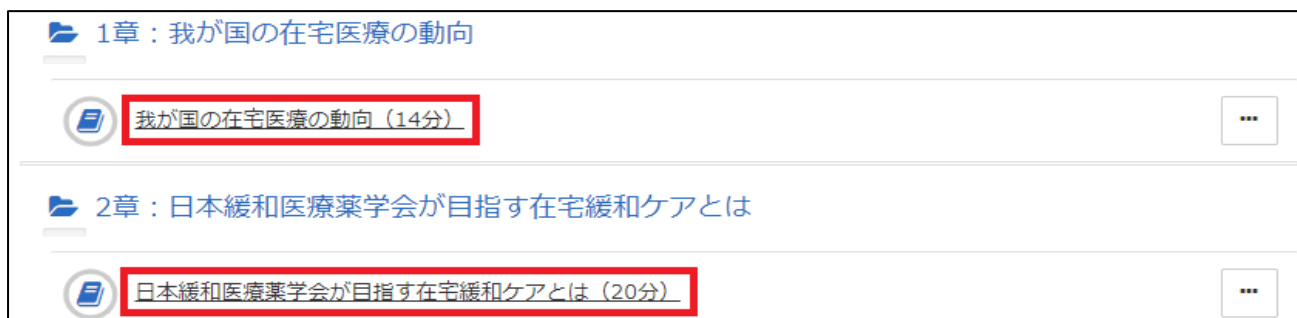 1章：我が国の在宅医療の動向
我が国の在宅医療の動向（14分）
2章：日本緩和医療薬学会が目指す在宅緩和ケアとは
日本緩和医療薬学会が目指す在宅緩和ケアとは（20分）